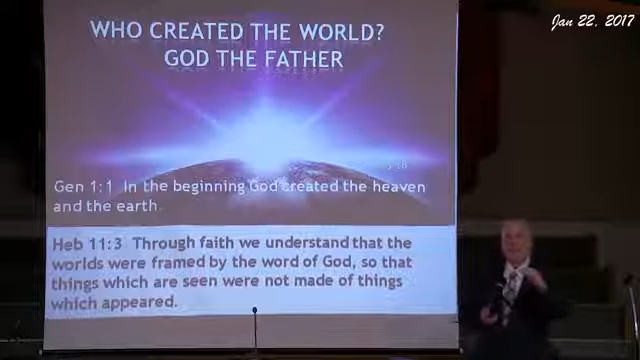 Jan 22, 2017
WHO CREATED THE WORLD?
GOD THE FATHER
Gen 1:1 In the beginning God created the heaven
and the earth.
Heb 11:3 Through faith we understand that the
worlds were framed by the word of God, so that
things which are seen were not made of things
which appeared.